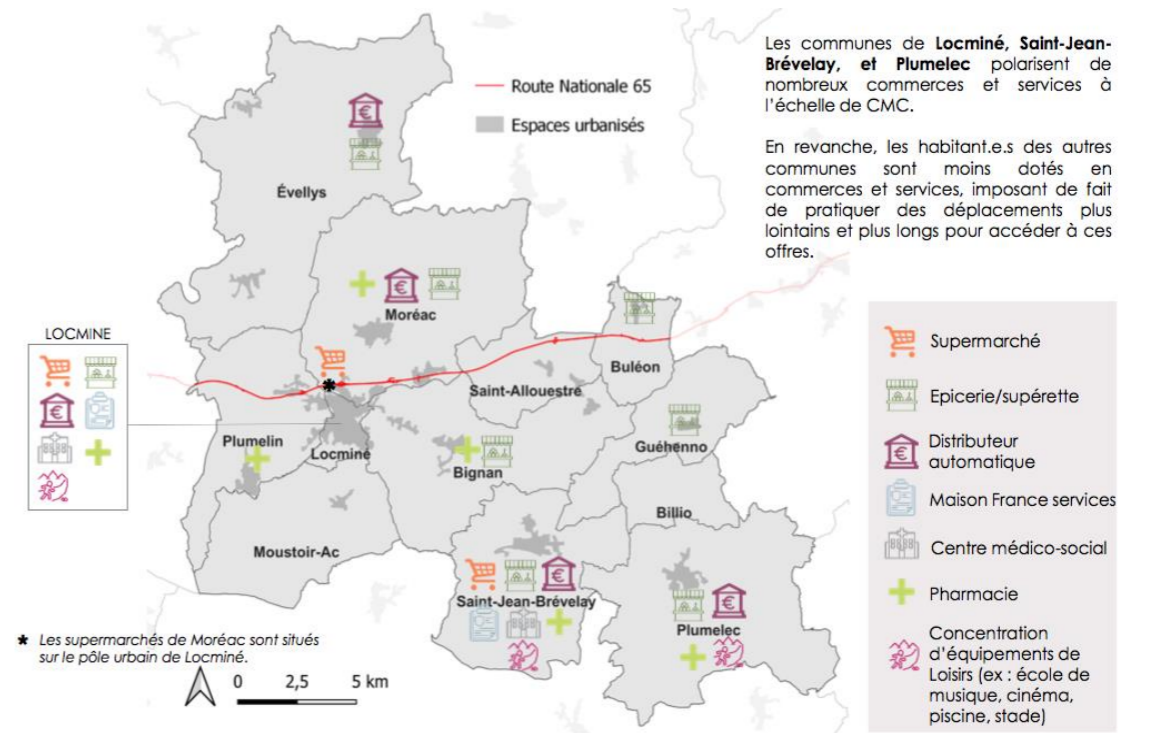 Les communes de Locminé, Saint-Jean-
Brévelay, et Plumelec polarisent de
nombreux commerces et services à
l'échelle de CMC.
En revanche, les habitant.e.s des autres
communes sont moins dotés en
commerces et services, imposant de fait
de pratiquer des déplacements plus
lointains et plus longs pour accéder à ces
offres.
Route Nationale 65
Espaces urbanisés
Évellys
Moréac
LOCMINE
Buléon
Saint-Allouestre
Plumelin
Locminé
Guéhenno
Bignan
Billio
Moustoir-Ac
Saint-Jean-Brévelay
Plumelec
* Les supermarchés de Moréac sont situés
sur le pôle urbain de Locminé.
0 2,5 5 km
Supermarché
Epicerie/supérette
Distributeur
automatique
Maison France services
Centre médico-social
Pharmacie
Concentration
d'équipements de
Loisirs (ex : école de
musique, cinéma,
piscine, stade)